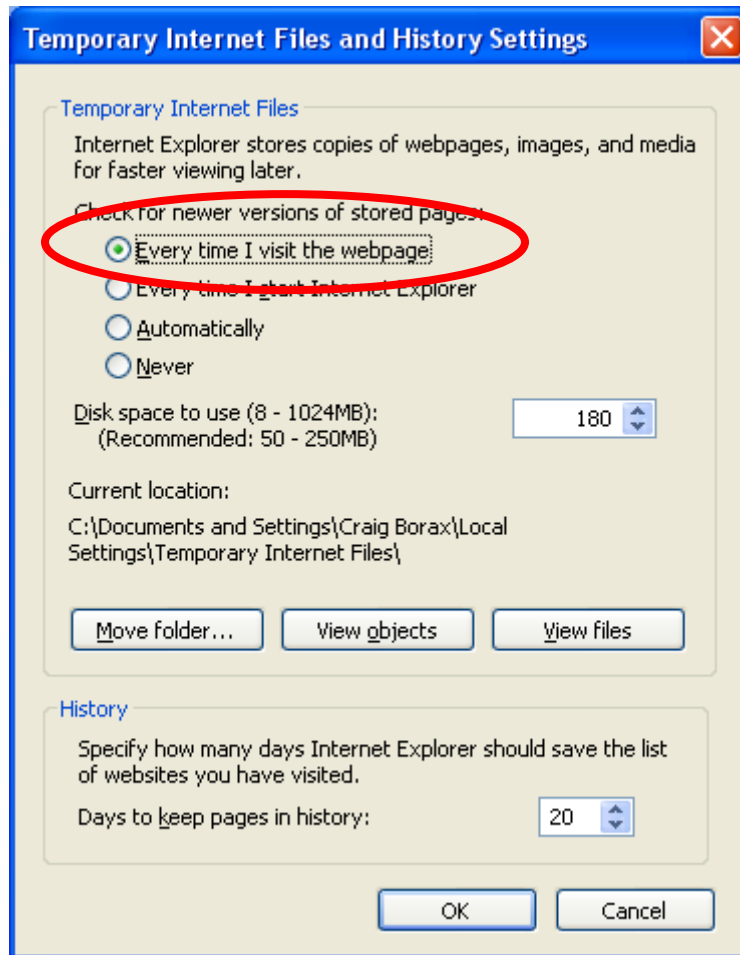 Temporary Internet Files and History Settings
Temporary Internet Files
Internet Explorer stores copies of webpages, images, and media
for faster viewing later.
Check for newer versions of stored pages:
Every time I visit the webpage
Every time I start Internet Explorer
Automatically
Never
Disk space to use (8 - 1024MB):
180
(Recommended: 50 - 250MB)
Current location:
C:\Documents and Settings\Craig Borax\Local
Settings\Temporary Internet Files\
Move folder... View objects View files
History
Specify how many days Internet Explorer should save the list
of websites you have visited.
Days to keep pages in history: 20
OK Cancel